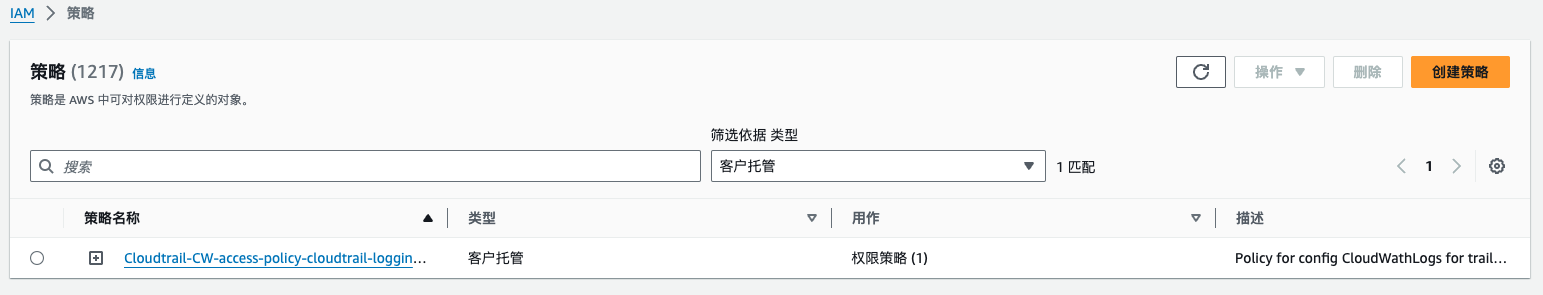 IAM > 策略
策略 (1217) 信息
操作 删除 创建策略
策略是 AWS 中可对权限进行定义的对象。
筛选依据 类型
搜索 客户托管 1 匹配 1
策略名称 类型 用作 描述
Cloudtrail-CW-access-policy-cloudtrail-loggin... 客户托管 权限策略 (1) Policy for config CloudWathLogs for trail...